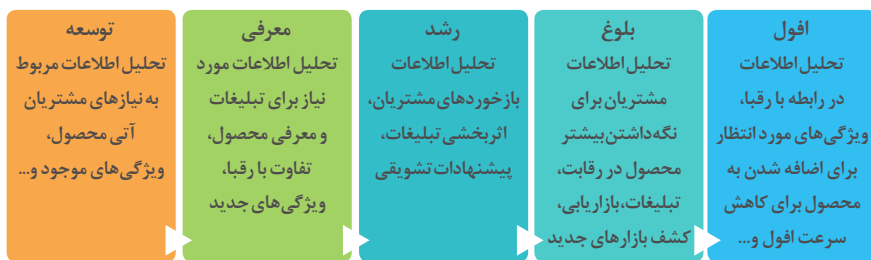 توسعه
تحلیل اطلاعات مربوط
به نیازهای مشتریان
آتی محصول،
ویژگی‌های موجود و...
معرفی
تحلیل اطلاعات مورد
نیاز برای تبلیغات
و معرفی محصول،
تفاوت با رقبا،
ویژگی‌های جدید
رشد
تحلیل اطلاعات
بازخوردهای مشتریان،
اثربخشی تبلیغات،
پیشنهادات تشویقی
بلوغ
تحلیل اطلاعات
مشتریان برای
نگه‌داشتن بیشتر
محصول در رقابت،
تبلیغات، بازاریابی،
کشف بازارهای جدید
افول
تحلیل اطلاعات
در رابطه با رقبا،
ویژگی‌های مورد انتظار
برای اضافه شدن به
محصول برای کاهش
سرعت افول و...